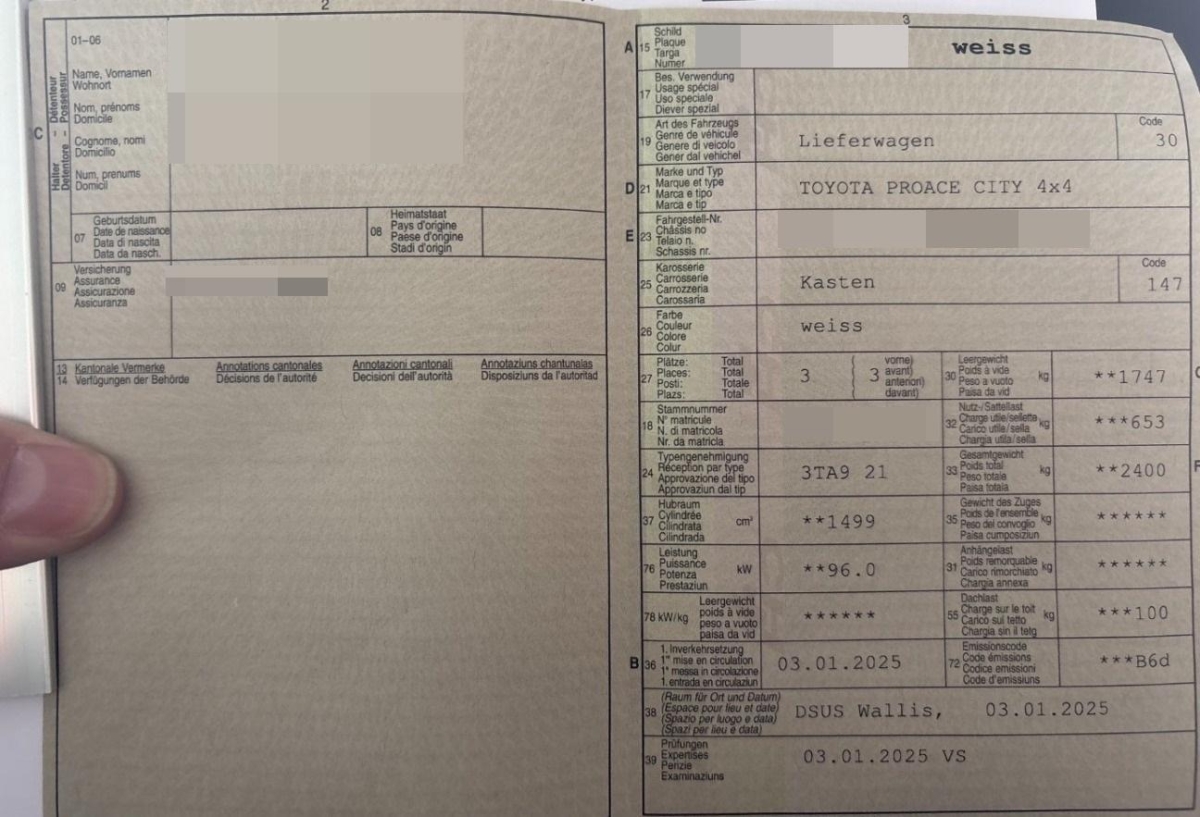 2
01–06
Halter - Détenteur
Detentore - Possessur
C
Name, Vornamen
Wohnort
Nom, prénoms
Domicile
Cognome, nomi
Domicilio
Num, prenums
Domicil
07
Geburtsdatum
Date de naissance
Data di nascita
Data da nasch.
08
Heimatstaat
Pays d'origine
Paese d'origine
Stadi d'origin
09
Versicherung
Assurance
Assicurazione
Assicuranza
13 Kantonale Vermerke
14 Verfügungen der Behörde
Annotations cantonales
Décisions de l'autorité
Annotazioni cantonali
Decisioni dell'autorità
Annotaziuns chantunalas
Disposiziuns da l'autoritad
3
A 15
Schild
Plaque
Targa
Numer
weiss
17
Bes. Verwendung
Usage spécial
Uso speciale
Diever spezial
19
Art des Fahrzeugs
Genre de véhicule
Genere di veicolo
Gener dal vehichel
Lieferwagen
Code
30
D 21
Marke und Typ
Marque et type
Marca e tipo
Marca e tip
TOYOTA PROACE CITY 4x4
E 23
Fahrgestell-Nr.
Châssis no
Telaio n.
Schassis nr.
25
Karosserie
Carrosserie
Carrozzeria
Carossaria
Kasten
Code
147
26
Farbe
Couleur
Colore
Colur
weiss
27
Plätze: Total
Places: Total
Posti: Totale
Plazs: Total
3
( vorne)
3 avant)
anteriori)
( davant)
30
Leergewicht
Poids à vide
Peso a vuoto
Paisa da vid
kg
**1747
18
Stammnummer
N° matricule
N. di matricola
Nr. da matricla
32
Nutz-/Sattellast
Charge utile/sellette
Carico utile/sella
Chargia utila/sella
kg
***653
24
Typengenehmigung
Réception par type
Approvazione del tipo
Approvaziun dal tip
3TA9 21
33
Gesamtgewicht
Poids total
Peso totale
Paisa totala
kg
**2400
F
37
Hubraum
Cylindrée
Cilindrata
Cilindrada
cm³
**1499
35
Gewicht des Zuges
Poids de l'ensemble
Peso del convoglio
Paisa cumposiziun
kg
******
76
Leistung
Puissance
Potenza
Prestaziun
kW
**96.0
31
Anhängelast
Poids remorquable
Carico rimorchiato
Chargia annexa
kg
******
78 kW/kg
Leergewicht
poids à vide
peso a vuoto
paisa da vid
******
55
Dachlast
Charge sur le toit
Carico sul tetto
Chargia sin il tetg
kg
***100
B 36
1. Inverkehrsetzung
1re mise en circulation
1a messa in circolazione
1. entrada en circulaziun
03.01.2025
72
Emissionscode
Code émissions
Codice emissioni
Code d'emissiuns
***B6d
38
(Raum für Ort und Datum)
(Espace pour lieu et date)
(Spazio per luogo e data)
(Spazi per lieu e data)
DSUS Wallis, 03.01.2025
39
Prüfungen
Expertises
Perizie
Examinaziuns
03.01.2025 VS